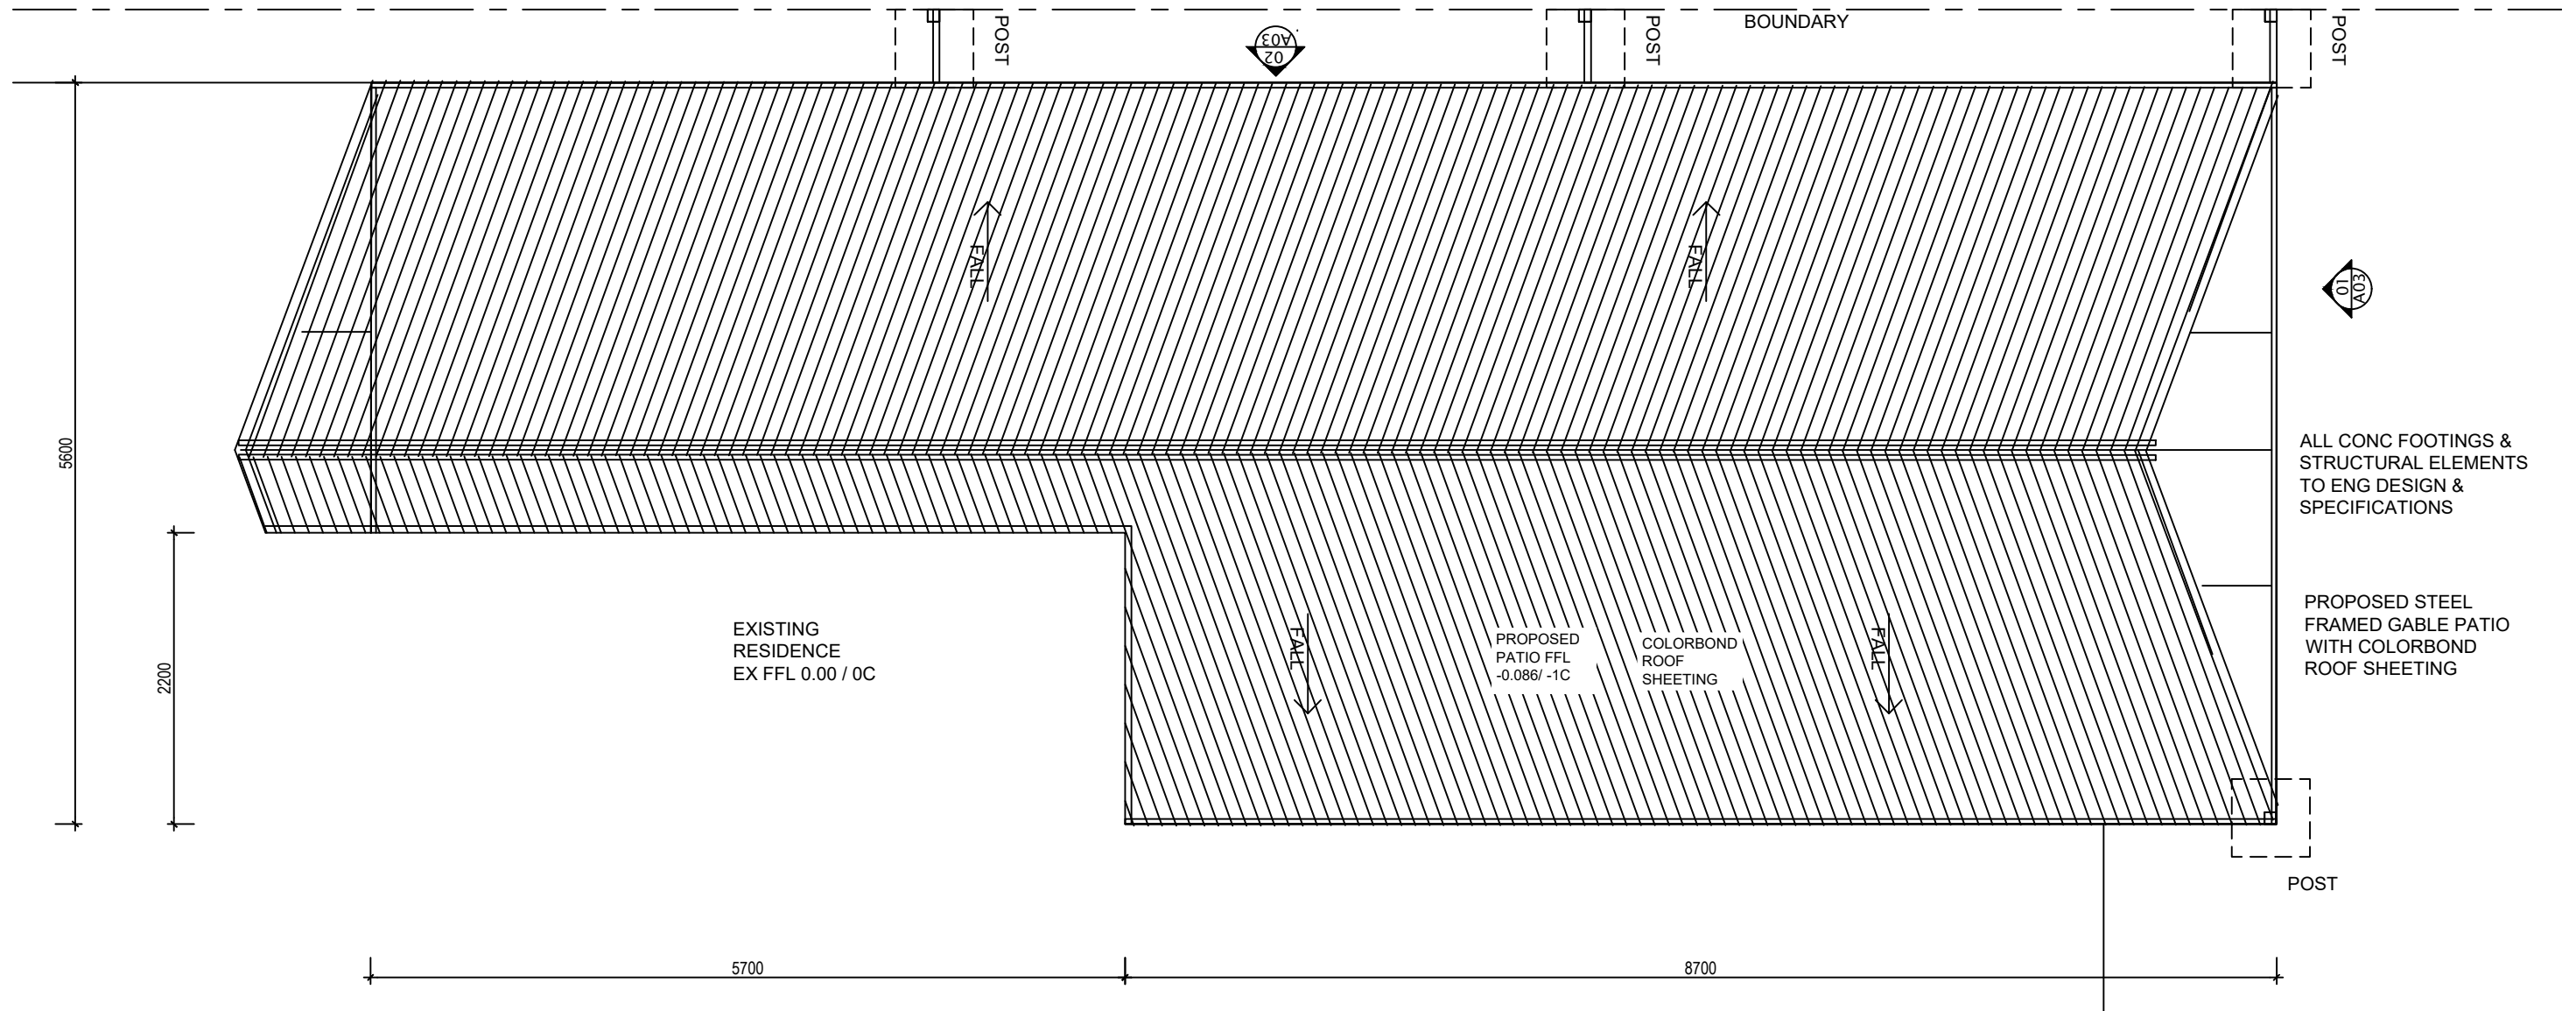 POST
02
A03
POST
BOUNDARY
POST
FALL
FALL
01
A03
5600
ALL CONC FOOTINGS &
STRUCTURAL ELEMENTS
TO ENG DESIGN &
SPECIFICATIONS
2200
EXISTING
RESIDENCE
EX FFL 0.00 / 0C
FALL
PROPOSED
PATIO FFL
-0.086/ -1C
COLORBOND
ROOF
SHEETING
FALL
PROPOSED STEEL
FRAMED GABLE PATIO
WITH COLORBOND
ROOF SHEETING
POST
5700
8700